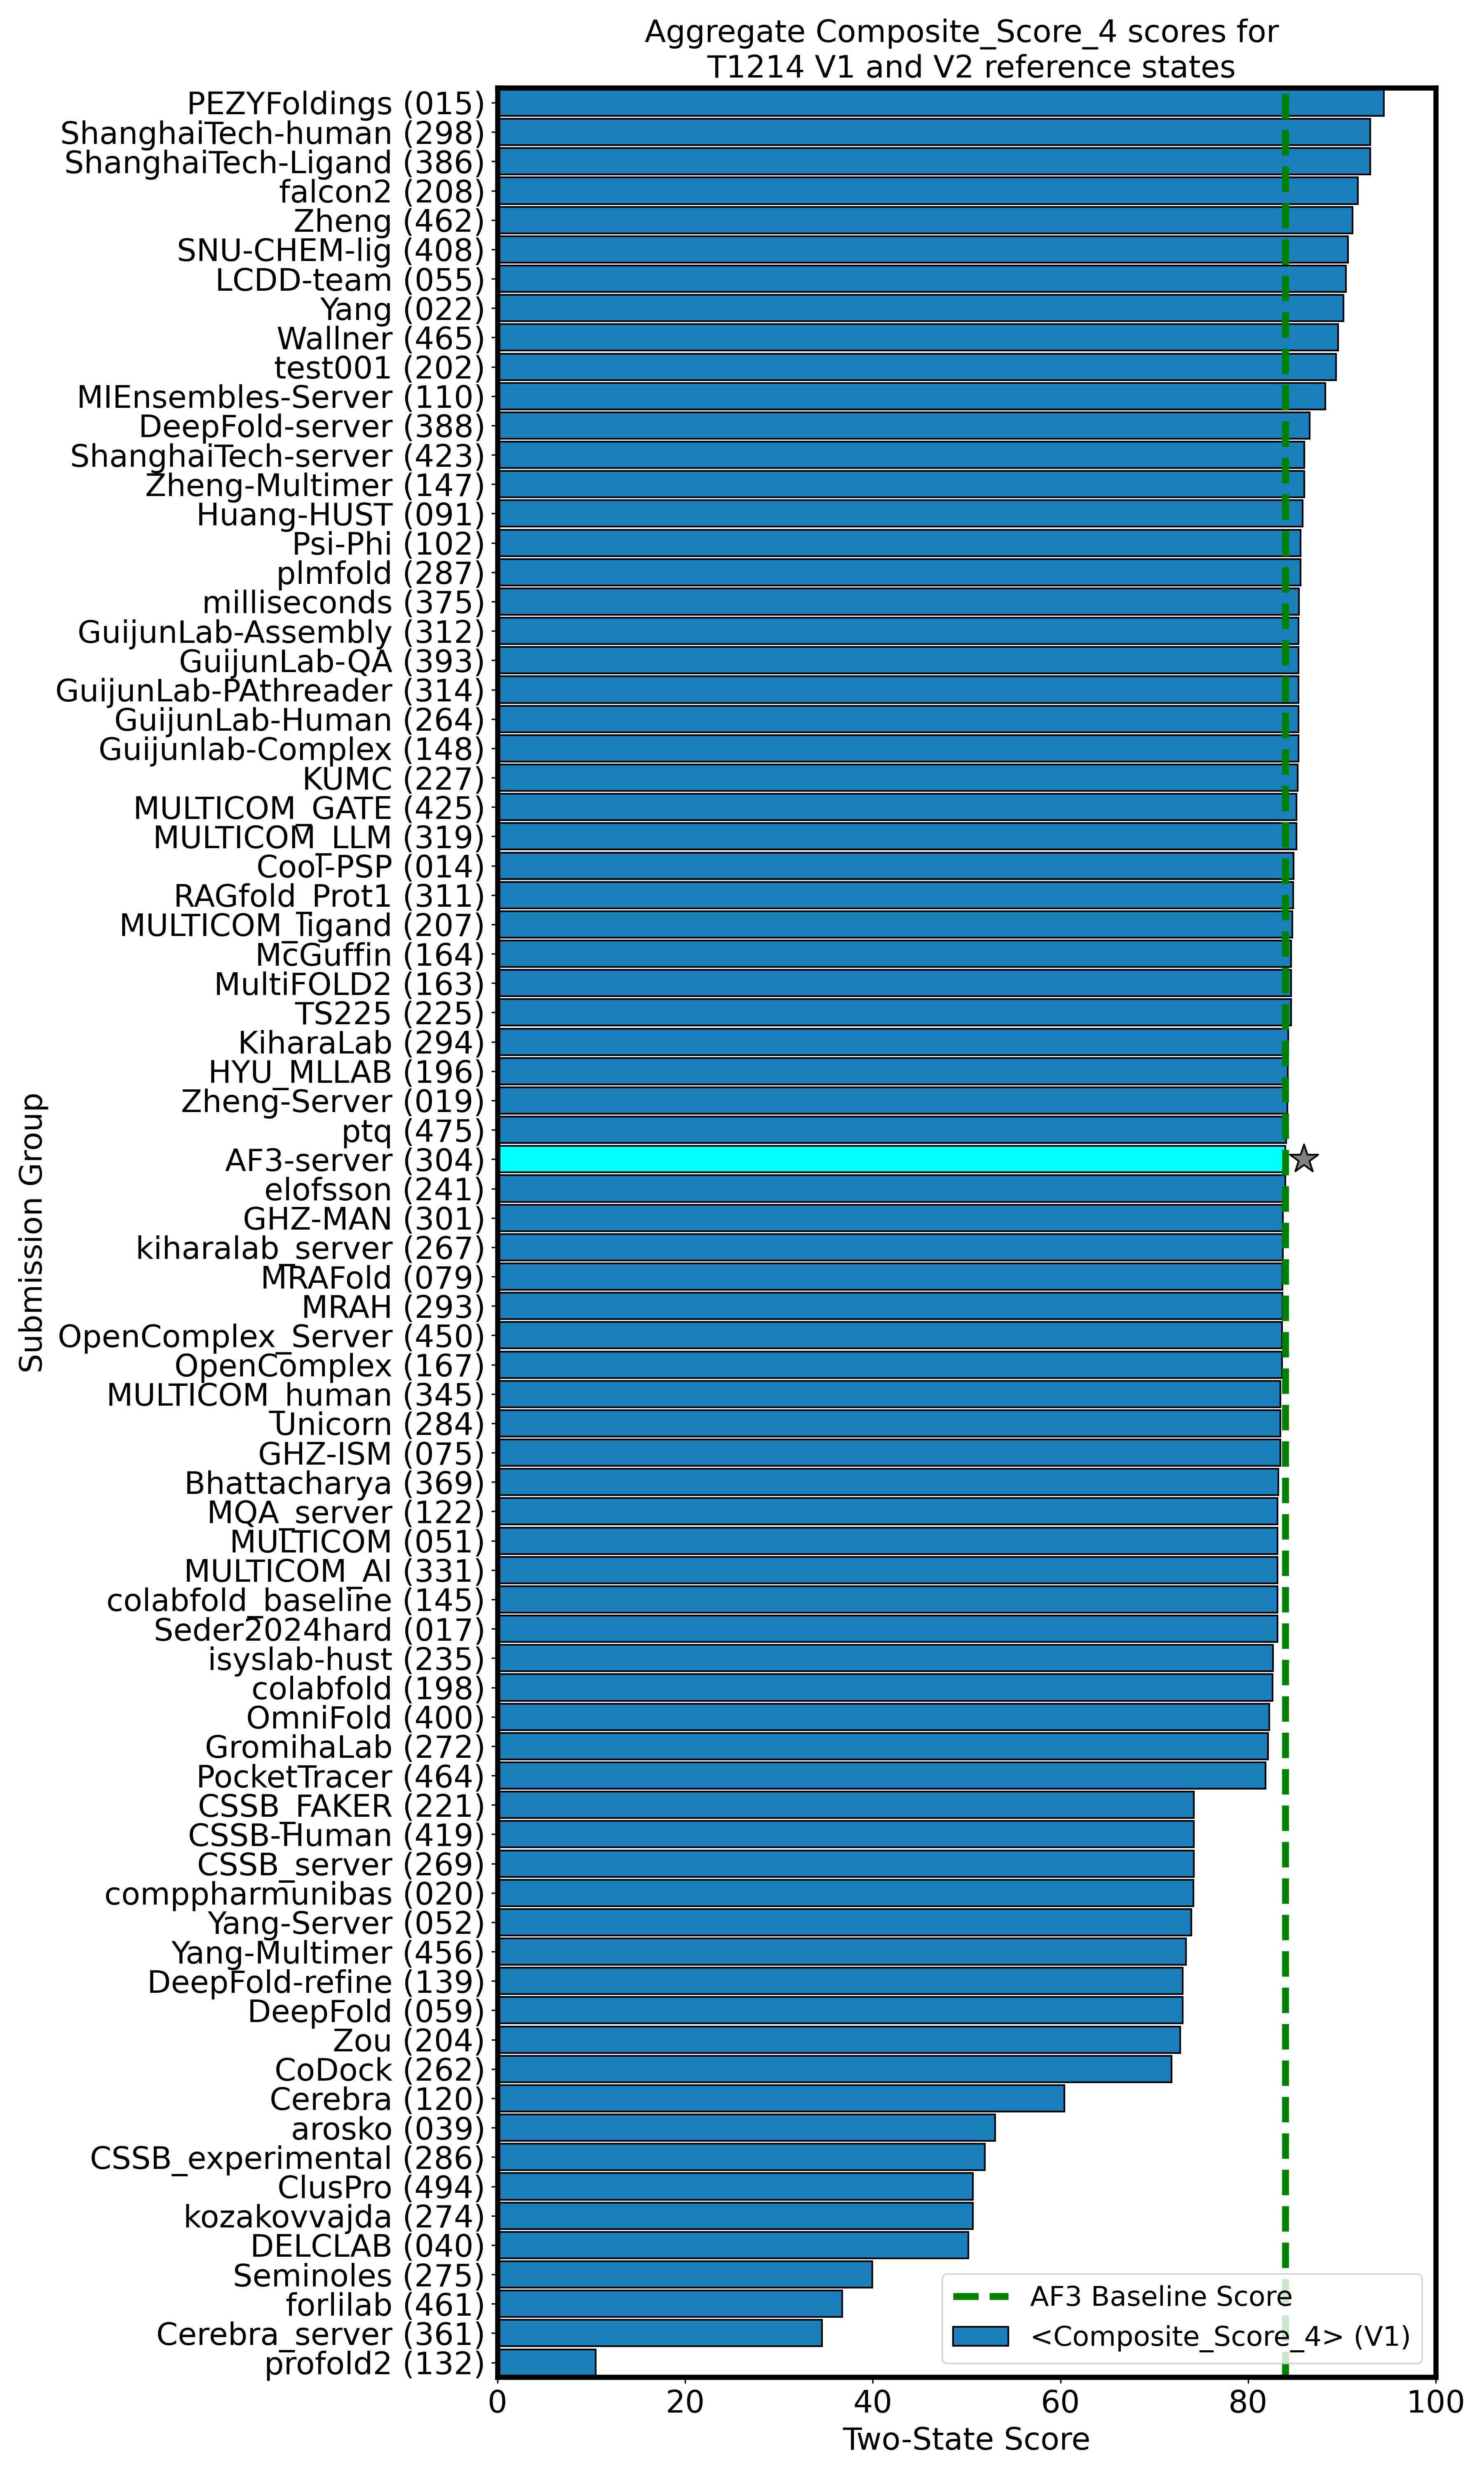 Aggregate Composite_Score_4 scores for
T1214 V1 and V2 reference states
PEZYFoldings (015)
ShanghaiTech-human (298)
ShanghaiTech-Ligand (386)
falcon2 (208)
Zheng (462)
SNU-CHEM-lig (408)
LCDD-team (055)
Yang (022)
Wallner (465)
test001 (202)
MIEnsembles-Server (110)
DeepFold-server (388)
ShanghaiTech-server (423)
Zheng-Multimer (147)
Huang-HUST (091)
Psi-Phi (102)
plmfold (287)
milliseconds (375)
GuijunLab-Assembly (312)
GuijunLab-QA (393)
GuijunLab-PAthreader (314)
GuijunLab-Human (264)
Guijunlab-Complex (148)
KUMC (227)
MULTICOM_GATE (425)
MULTICOM_LLM (319)
Cool-PSP (014)
RAGfold_Prot1 (311)
MULTICOM_ligand (207)
McGuffin (164)
MultiFOLD2 (163)
TS225 (225)
KiharaLab (294)
HYU_MLLAB (196)
Zheng-Server (019)
ptq (475)
AF3-server (304)
elofsson (241)
GHZ-MAN (301)
kiharalab_server (267)
MRAFold (079)
MRAH (293)
OpenComplex_Server (450)
OpenComplex (167)
MULTICOM_human (345)
Unicorn (284)
GHZ-ISM (075)
Bhattacharya (369)
MQA_server (122)
MULTICOM (051)
MULTICOM_AI (331)
colabfold_baseline (145)
Seder2024hard (017)
isyslab-hust (235)
colabfold (198)
OmniFold (400)
GromihaLab (272)
PocketTracer (464)
CSSB_FAKER (221)
CSSB-Human (419)
CSSB_server (269)
comppharmunibas (020)
Yang-Server (052)
Yang-Multimer (456)
DeepFold-refine (139)
DeepFold (059)
Zou (204)
CoDock (262)
Cerebra (120)
arosko (039)
CSSB_experimental (286)
ClusPro (494)
kozakovvajda (274)
DELCLAB (040)
Seminoles (275)
forlilab (461)
Cerebra_server (361)
profold2 (132)
Submission Group
AF3 Baseline Score
<Composite_Score_4> (V1)
0 20 40 60 80 100
Two-State Score